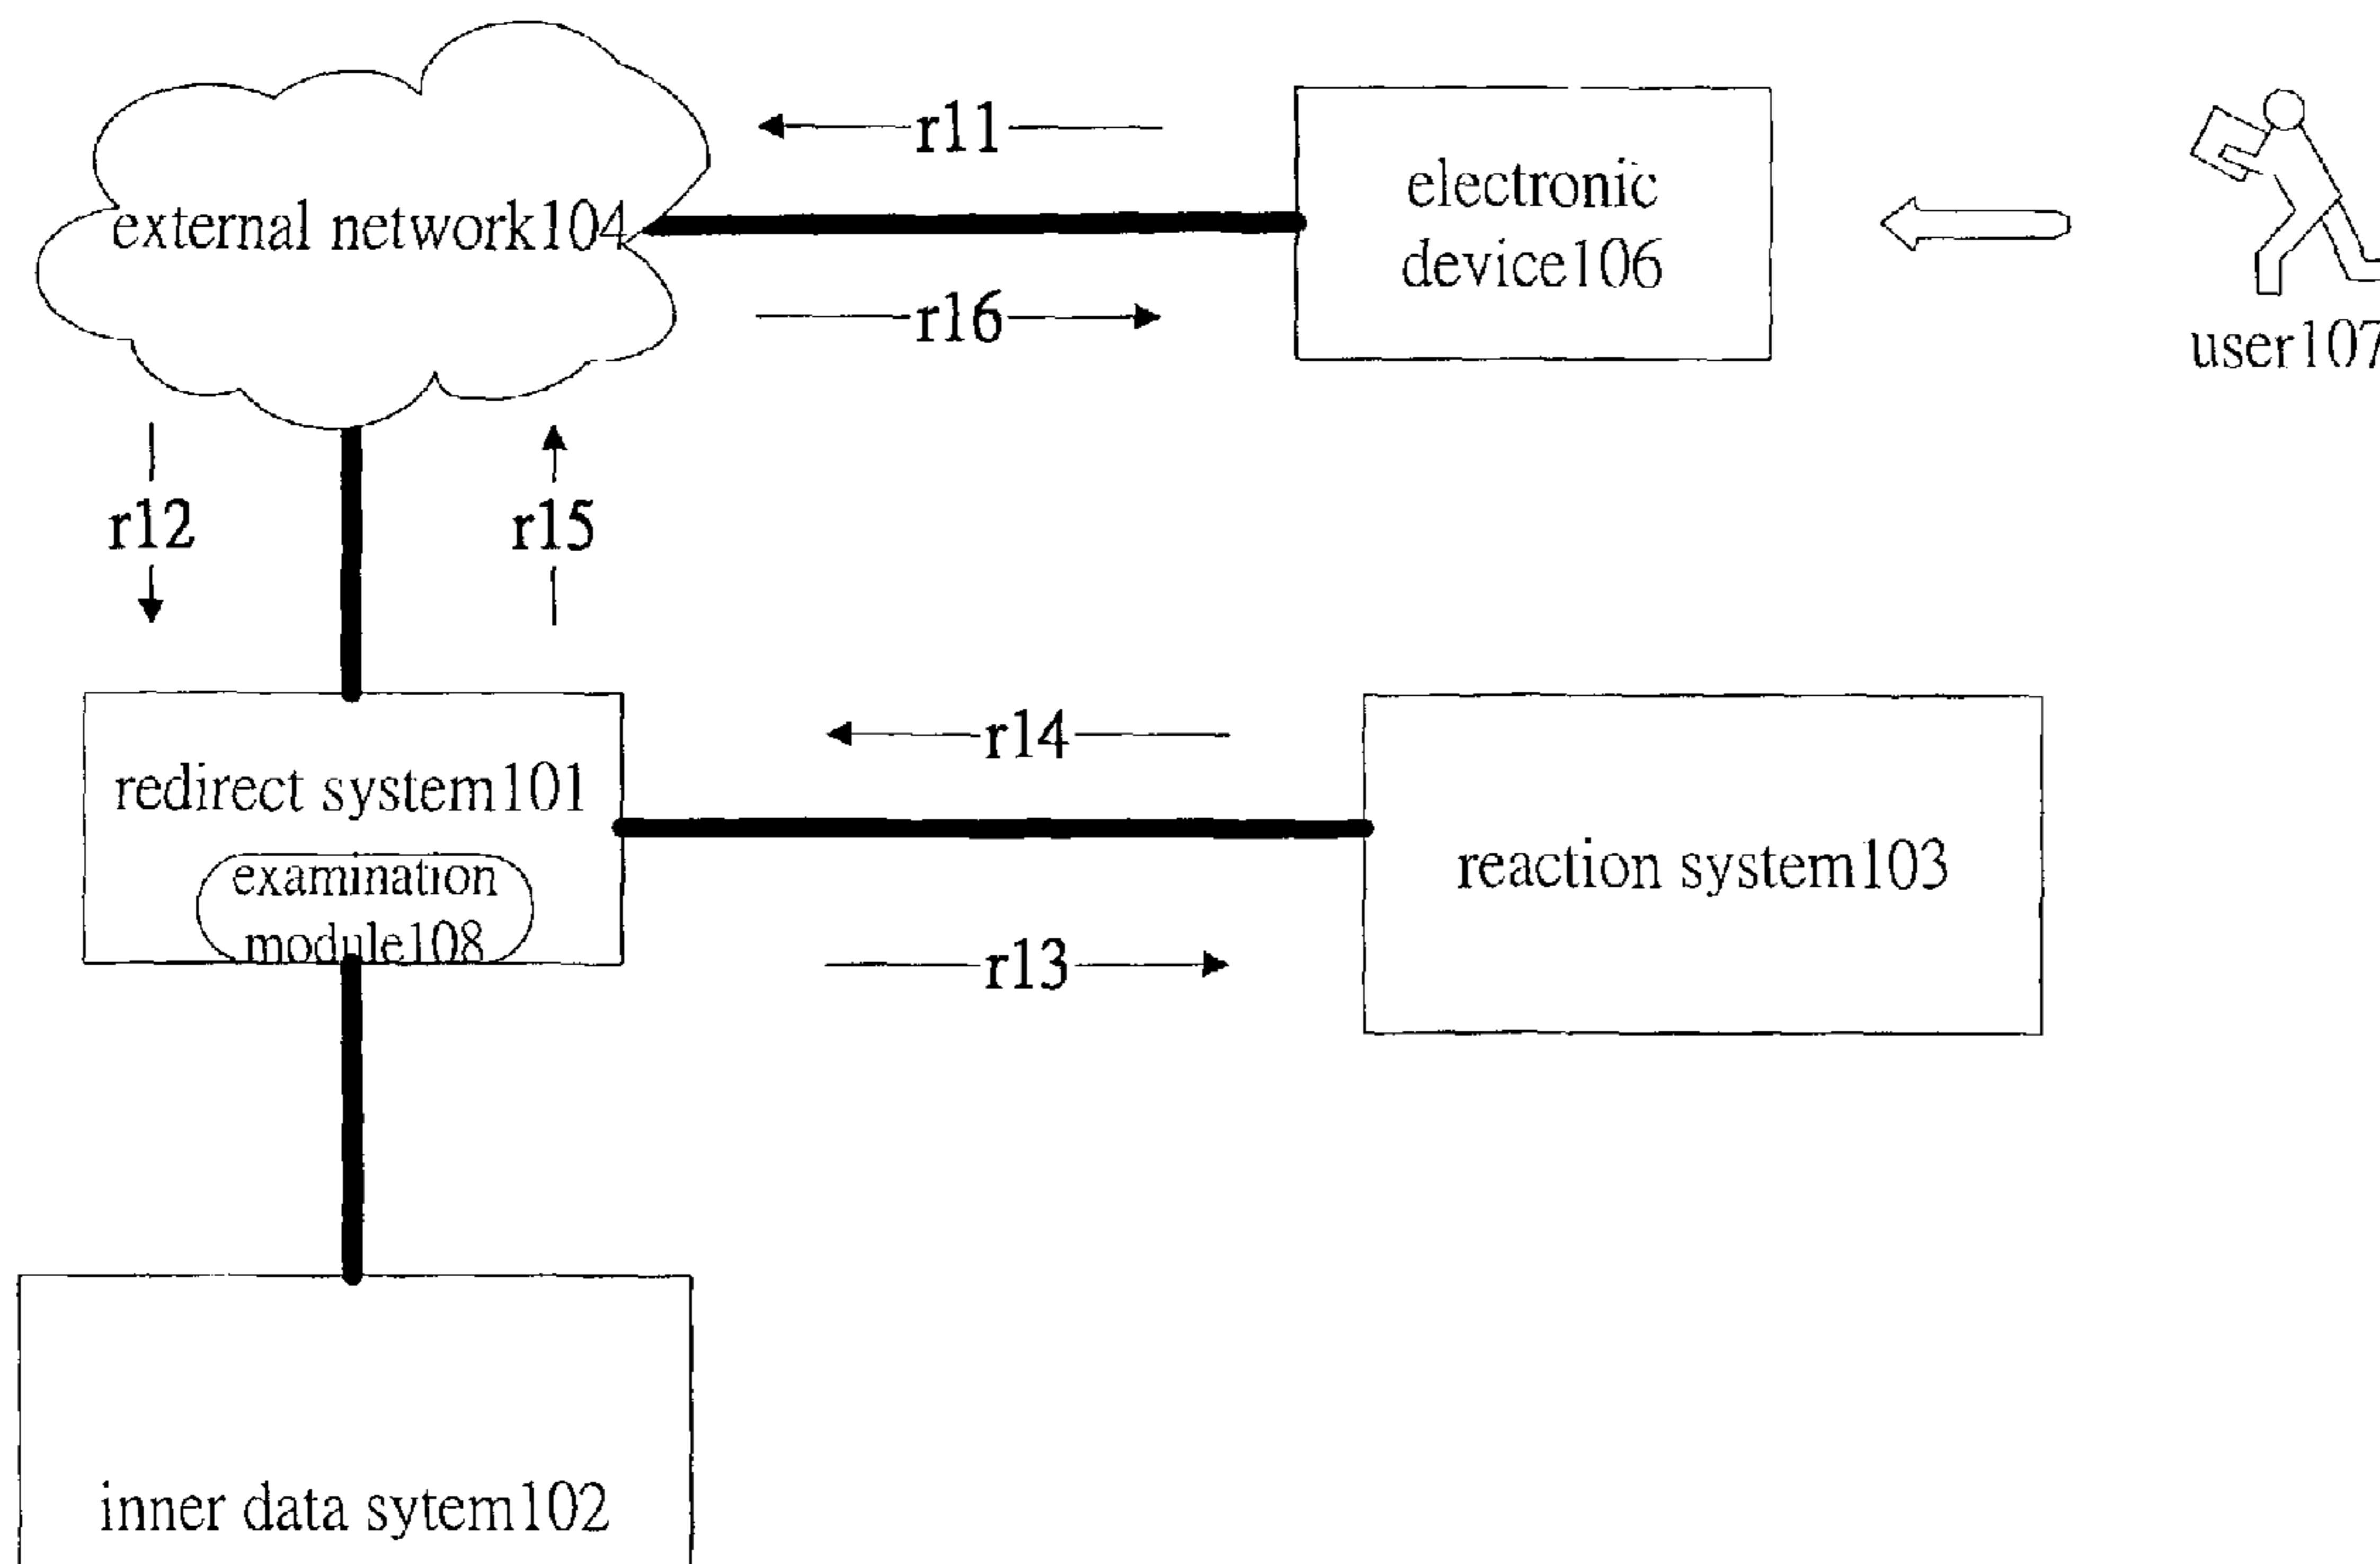 r11
electronic
device106
external network104
r16
user107
r12
r15
redirect system101
examination
module108
r14
reaction system103
r13
inner data sytem102